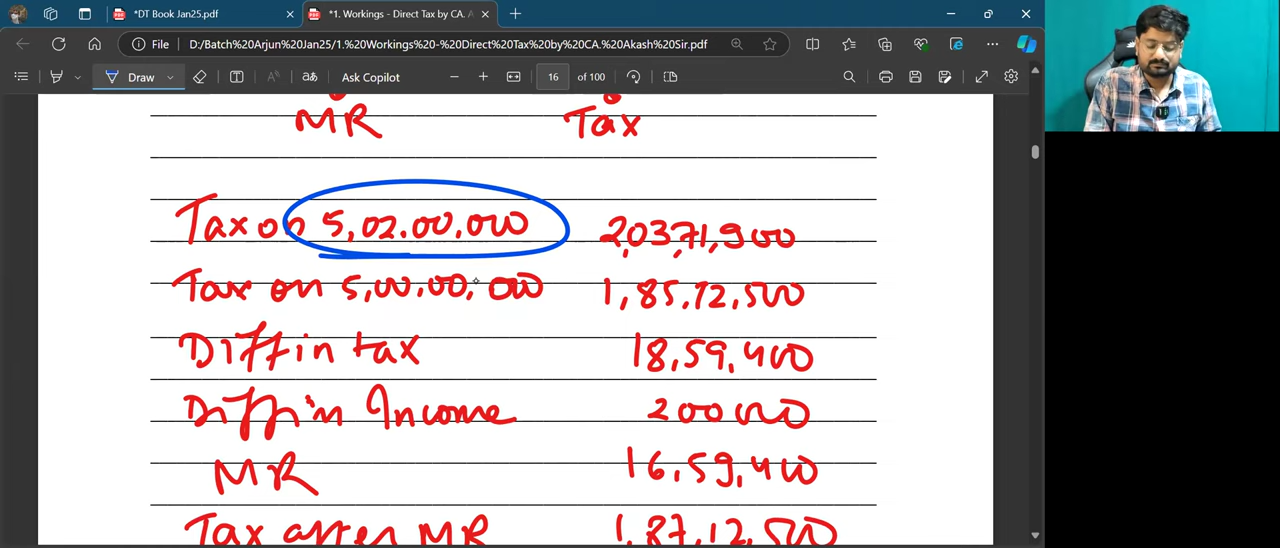 *DT Book Jan25.pdf
*1. Workings - Direct Tax by CA. A
File
D:/Batch%20Arjun%20Jan25/1.%20Workings%20-%20Direct%20Tax%20by%20CA.%20Akash%20Sir.pdf
Draw
aあ
Ask Copilot
16 of 100
MR Tax
Tax on 5,02,00,000 2,03,71,900
Tax on 5,00,00,000 1,85,12,500
Diff in tax 18,59,400
Diff in Income 200000
MR 16,59,400
Tax after MR 1,87,12,500